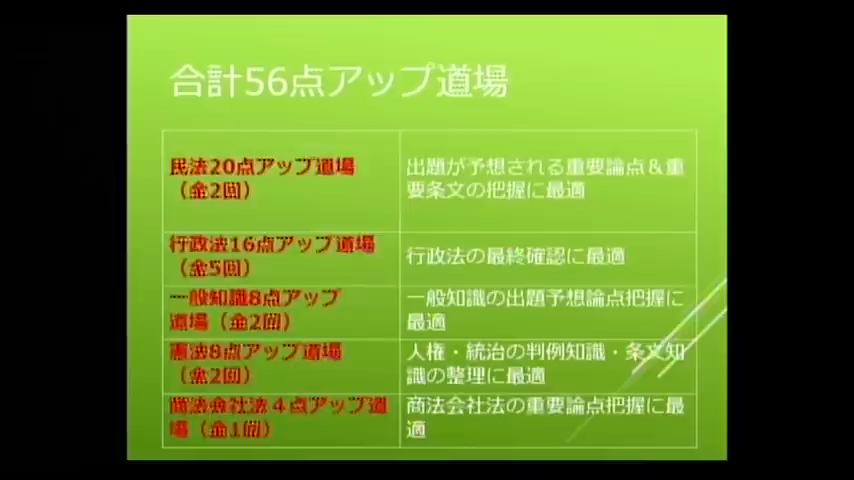 合計56点アップ道場
民法20点アップ道場
（全2回）
出題が予想される重要論点＆重
要条文の把握に最適
行政法16点アップ道場
（全5回）
行政法の最終確認に最適
一般知識8点アップ
道場（全2回）
一般知識の出題予想論点把握に
最適
憲法8点アップ道場
（全2回）
人権・統治の判例知識・条文知
識の整理に最適
商法会社法４点アップ道
場（全1回）
商法会社法の重要論点把握に最
適